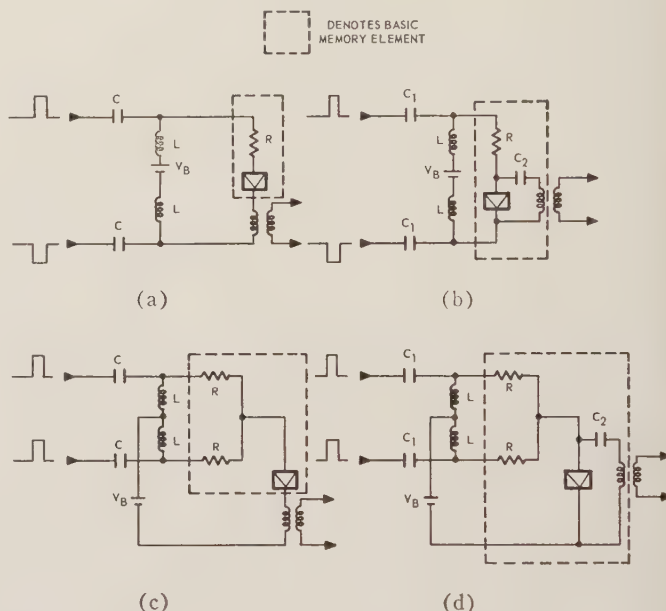 DENOTES BASIC
MEMORY ELEMENT
C
L
V_B
L
R
C
(a)
C_1
L
V_B
L
R
C_2
C_1
(b)
C
R
L
L
R
C
V_B
(c)
C_1
R
L
L
R
C_1
C_2
V_B
(d)